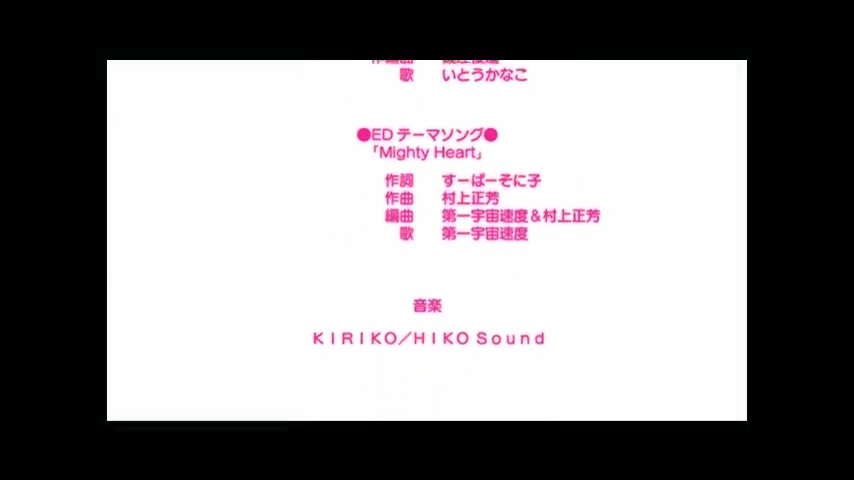 歌 いとうかなこ
●EDテーマソング●
「Mighty Heart」
作詞 すーぱーそに子
作曲 村上正芳
編曲 第一宇宙速度&村上正芳
歌 第一宇宙速度
音楽
KIRIKO/HIKO Sound